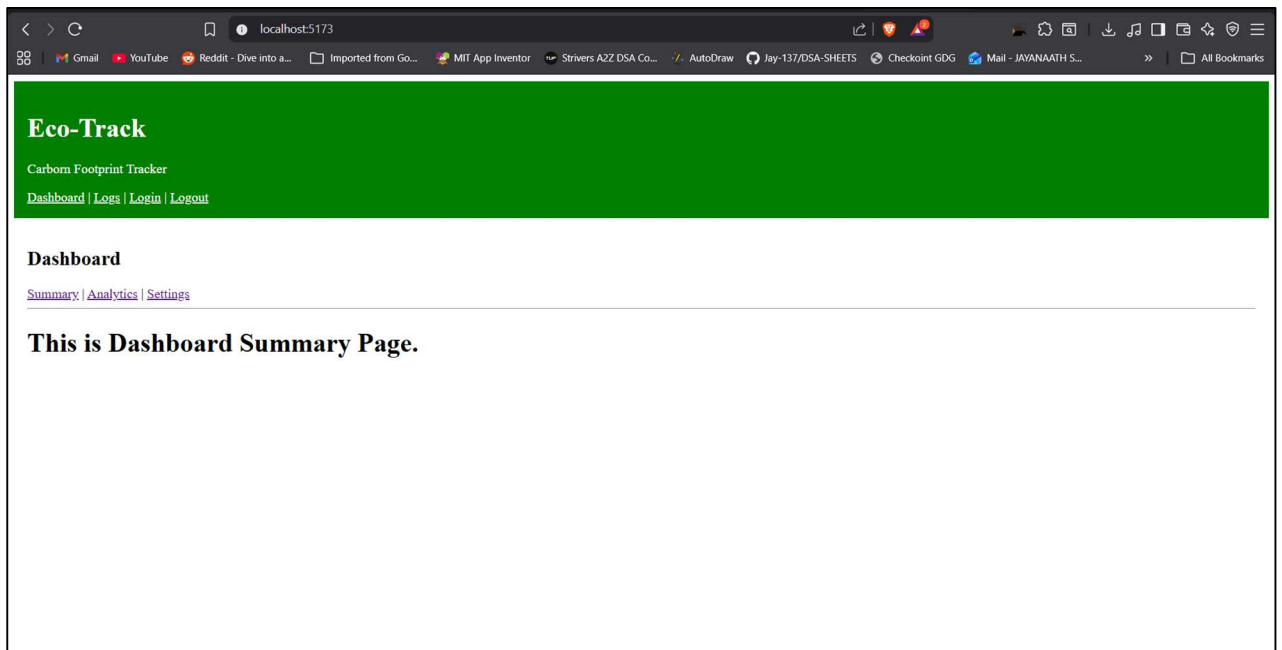 localhost:5173
Gmail YouTube Reddit - Dive into a... Imported from Go... MIT App Inventor Strivers A2Z DSA Co... AutoDraw Jay-137/DSA-SHEETS Checkoint GDG Mail - JAYANAATH S... » All Bookmarks
Eco-Track
Carborn Footprint Tracker
Dashboard | Logs | Login | Logout
Dashboard
Summary | Analytics | Settings
This is Dashboard Summary Page.